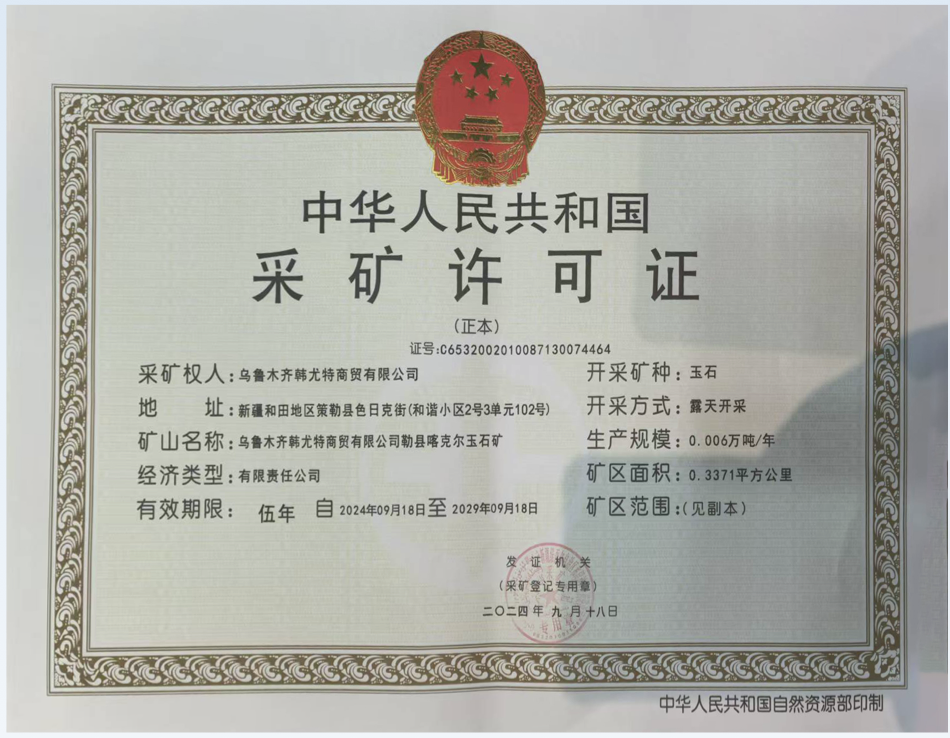 中华人民共和国
采矿许可证
(正本)
证号:C6532002010087130074464
采矿权人:乌鲁木齐韩尤特商贸有限公司
开采矿种:玉石
地 址:新疆和田地区策勒县色日克街(和谐小区2号3单元102号)
开采方式:露天开采
矿山名称:乌鲁木齐韩尤特商贸有限公司勒县喀克尔玉石矿
生产规模:0.006万吨/年
经济类型:有限责任公司
矿区面积:0.3371平方公里
有效期限: 伍年 自2024年09月18日至2029年09月18日
矿区范围:(见副本)
发证机关
(采矿登记专用章)
二〇二四年九月十八日
中华人民共和国自然资源部印制